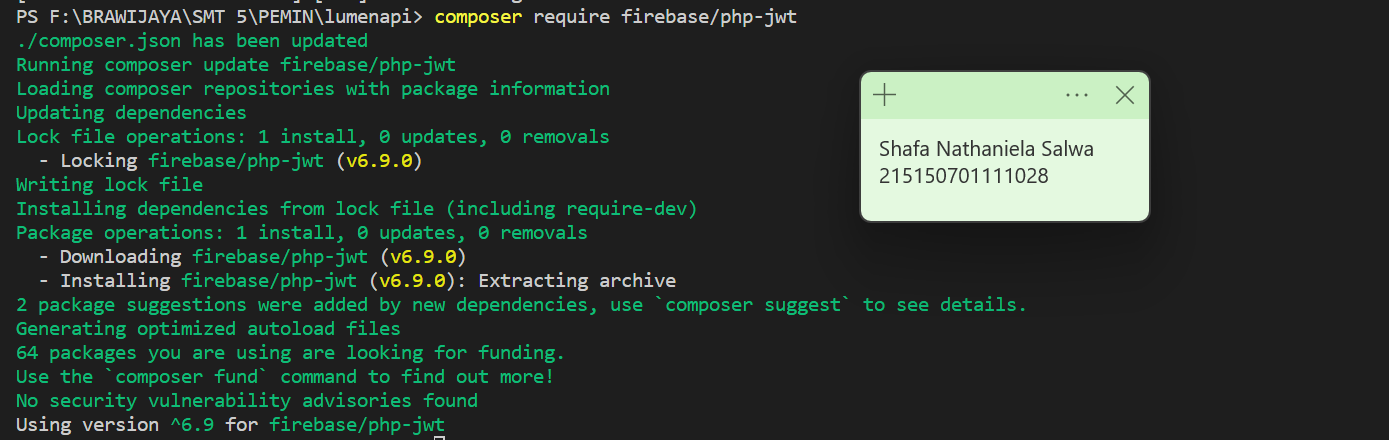 PS F:\BRAWIJAYA\SMT 5\PEMIN\lumenapi> composer require firebase/php-jwt
./composer.json has been updated
Running composer update firebase/php-jwt
Loading composer repositories with package information
Updating dependencies
Lock file operations: 1 install, 0 updates, 0 removals
  - Locking firebase/php-jwt (v6.9.0)
Writing lock file
Installing dependencies from lock file (including require-dev)
Package operations: 1 install, 0 updates, 0 removals
  - Downloading firebase/php-jwt (v6.9.0)
  - Installing firebase/php-jwt (v6.9.0): Extracting archive
2 package suggestions were added by new dependencies, use `composer suggest` to see details.
Generating optimized autoload files
64 packages you are using are looking for funding.
Use the `composer fund` command to find out more!
No security vulnerability advisories found
Using version ^6.9 for firebase/php-jwt
Shafa Nathaniela Salwa
215150701111028